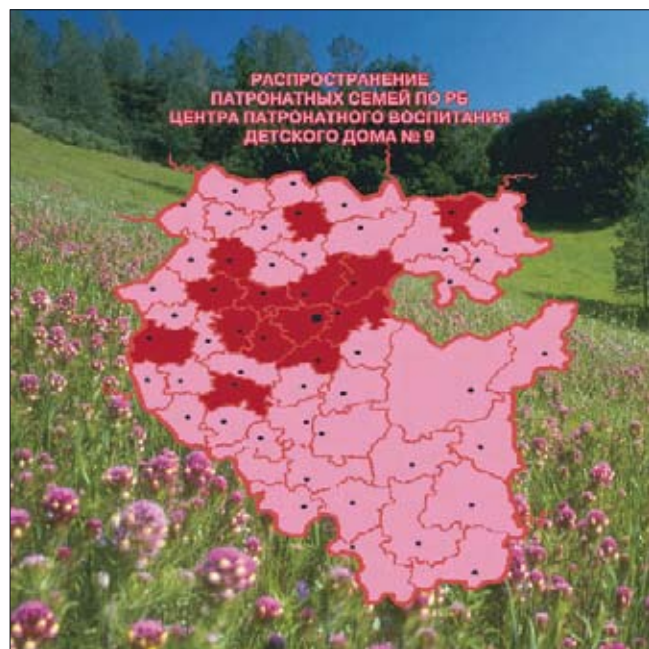 РАСПРОСТРАНЕНИЕ
ПАТРОНАТНЫХ СЕМЕЙ ПО РБ
ЦЕНТРА ПАТРОНАТНОГО ВОСПИТАНИЯ
ДЕТСКОГО ДОМА № 9